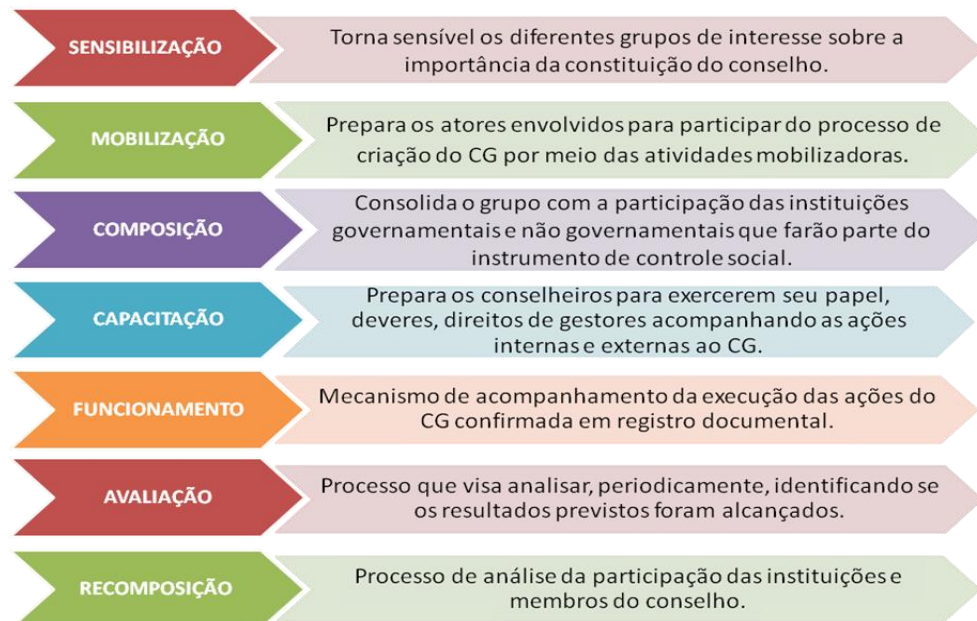 SENSIBILIZAÇÃO
Torna sensível os diferentes grupos de interesse sobre a
importância da constituição do conselho.
MOBILIZAÇÃO
Prepara os atores envolvidos para participar do processo de
criação do CG por meio das atividades mobilizadoras.
COMPOSIÇÃO
Consolida o grupo com a participação das instituições
governamentais e não governamentais que farão parte do
instrumento de controle social.
CAPACITAÇÃO
Prepara os conselheiros para exercerem seu papel,
deveres, direitos de gestores acompanhando as ações
internas e externas ao CG.
FUNCIONAMENTO
Mecanismo de acompanhamento da execução das ações do
CG confirmada em registro documental.
AVALIAÇÃO
Processo que visa analisar, periodicamente, identificando se
os resultados previstos foram alcançados.
RECOMPOSIÇÃO
Processo de análise da participação das instituições e
membros do conselho.